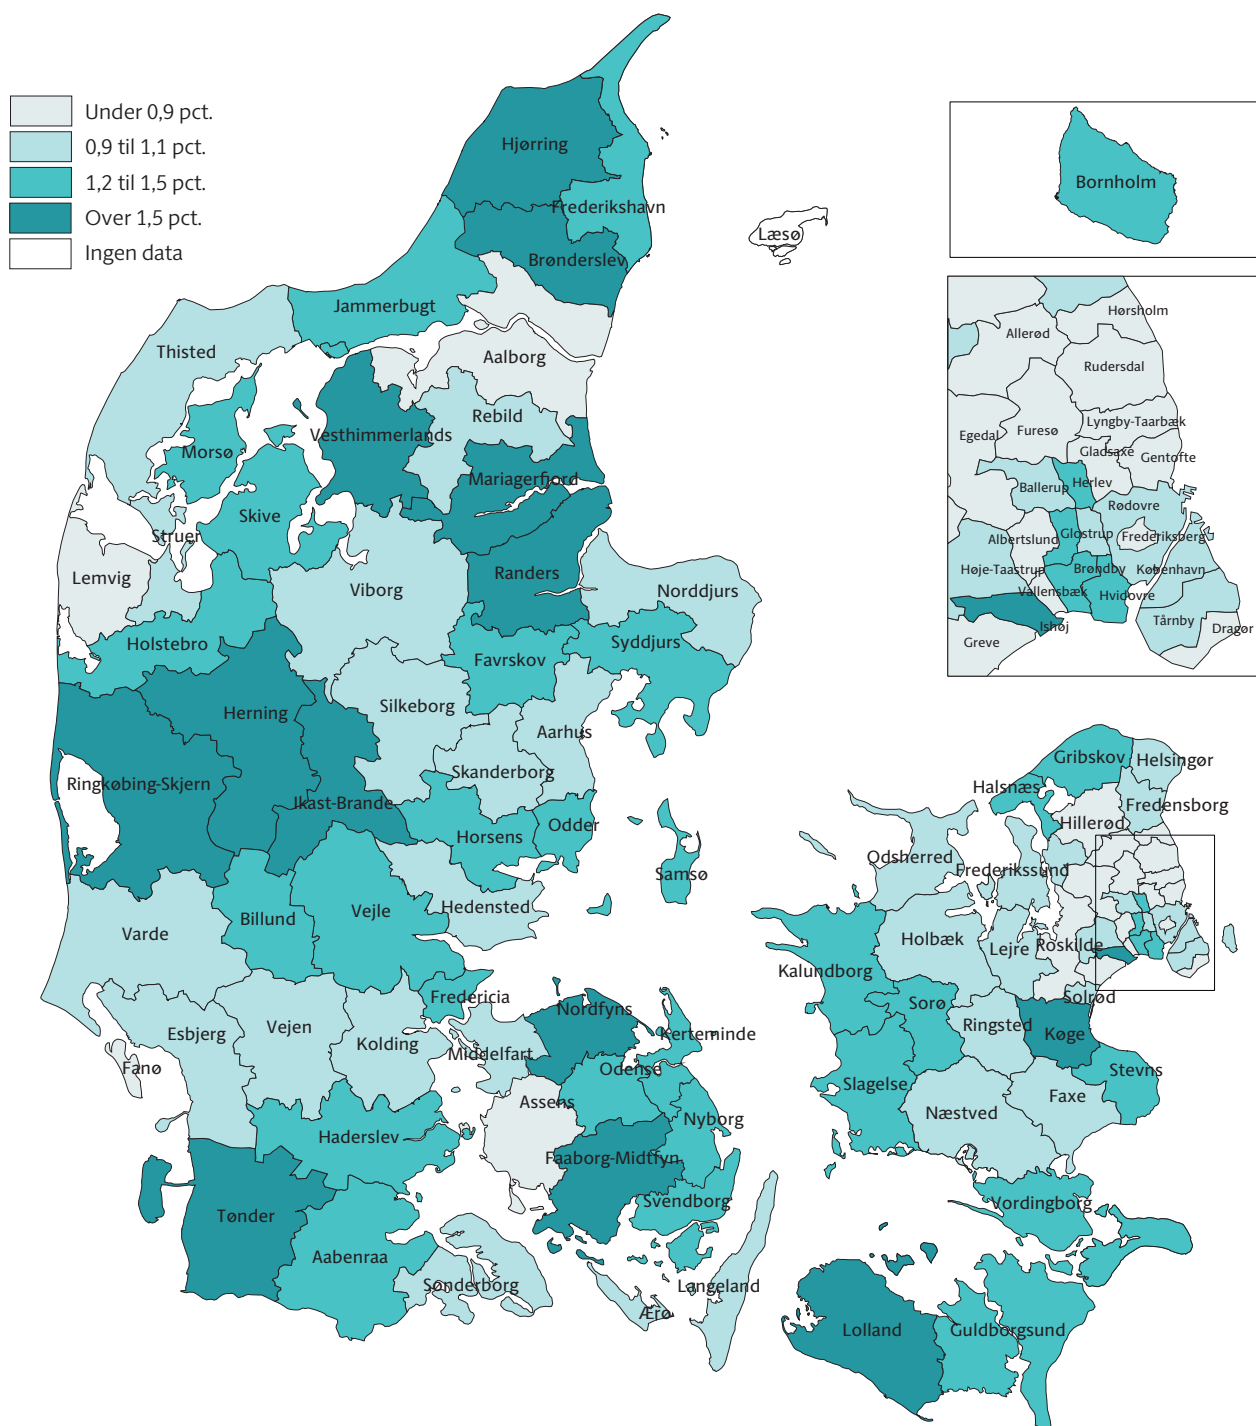 Under 0,9 pct.
0,9 til 1,1 pct.
1,2 til 1,5 pct.
Over 1,5 pct.
Ingen data
Hjørring
Frederikshavn
Læsø
Brønderslev
Jammerbugt
Thisted
Aalborg
Rebild
Vesthimmerlands
Morsø
Mariagerfjord
Skive
Struer
Lemvig
Viborg
Randers
Norddjurs
Holstebro
Favrskov
Syddjurs
Silkeborg
Herning
Aarhus
Skanderborg
Ringkøbing-Skjern
Ikast-Brande
Horsens
Odder
Samsø
Hedensted
Billund
Vejle
Varde
Fredericia
Nordfyns
Kerteminde
Esbjerg
Vejen
Kolding
Middelfart
Odense
Fanø
Assens
Nyborg
Haderslev
Faaborg-Midtfyn
Svendborg
Tønder
Aabenraa
Sønderborg
Langeland
Ærø
Bornholm
Hørsholm
Allerød
Rudersdal
Lyngby-Taarbæk
Furesø
Egedal
Gladsaxe
Gentofte
Ballerup
Herlev
Rødovre
Albertslund
Glostrup
Frederiksberg
Høje-Taastrup
Brøndby
København
Vallensbæk
Hvidovre
Ishøj
Tårnby
Dragør
Greve
Gribskov
Helsingør
Halsnæs
Fredensborg
Hillerød
Odsherred
Frederikssund
Holbæk
Lejre
Roskilde
Kalundborg
Solrød
Sorø
Ringsted
Køge
Stevns
Slagelse
Næstved
Faxe
Vordingborg
Lolland
Guldborgsund